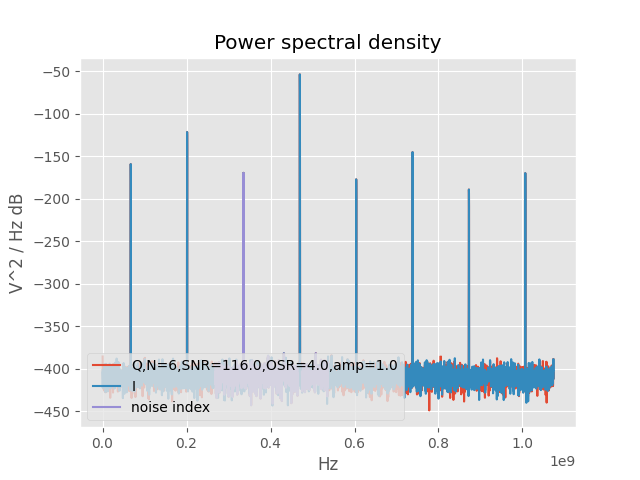 Power spectral density
V^2 / Hz dB
−50
−100
−150
−200
−250
−300
−350
−400
−450
Q,N=6,SNR=116.0,OSR=4.0,amp=1.0
I
noise index
0.0 0.2 0.4 0.6 0.8 1.0
1e9
Hz